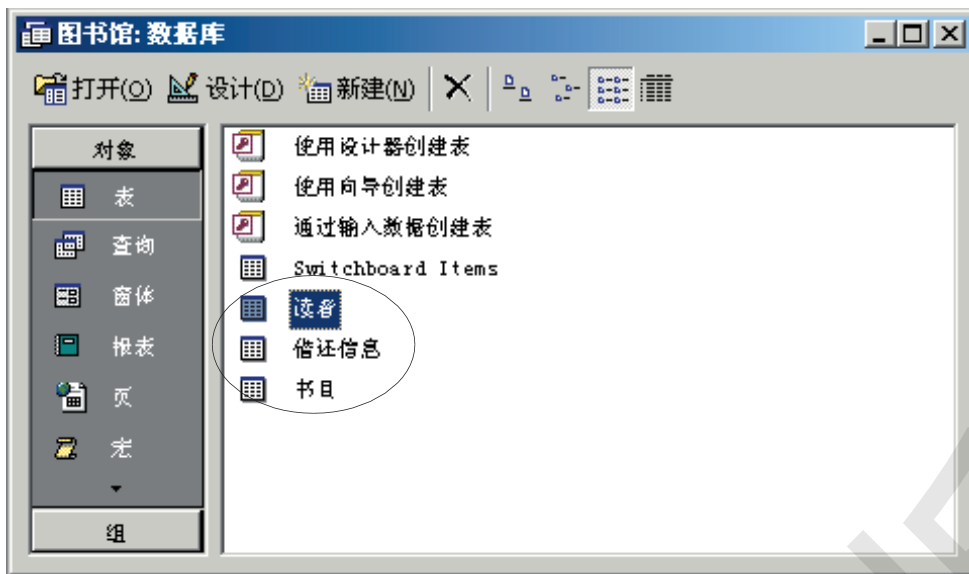 图书馆: 数据库
打开(O) 设计(D) 新建(N)
对象
表
查询
窗体
报表
页
宏
组
使用设计器创建表
使用向导创建表
通过输入数据创建表
Switchboard Items
读者
借还信息
书目